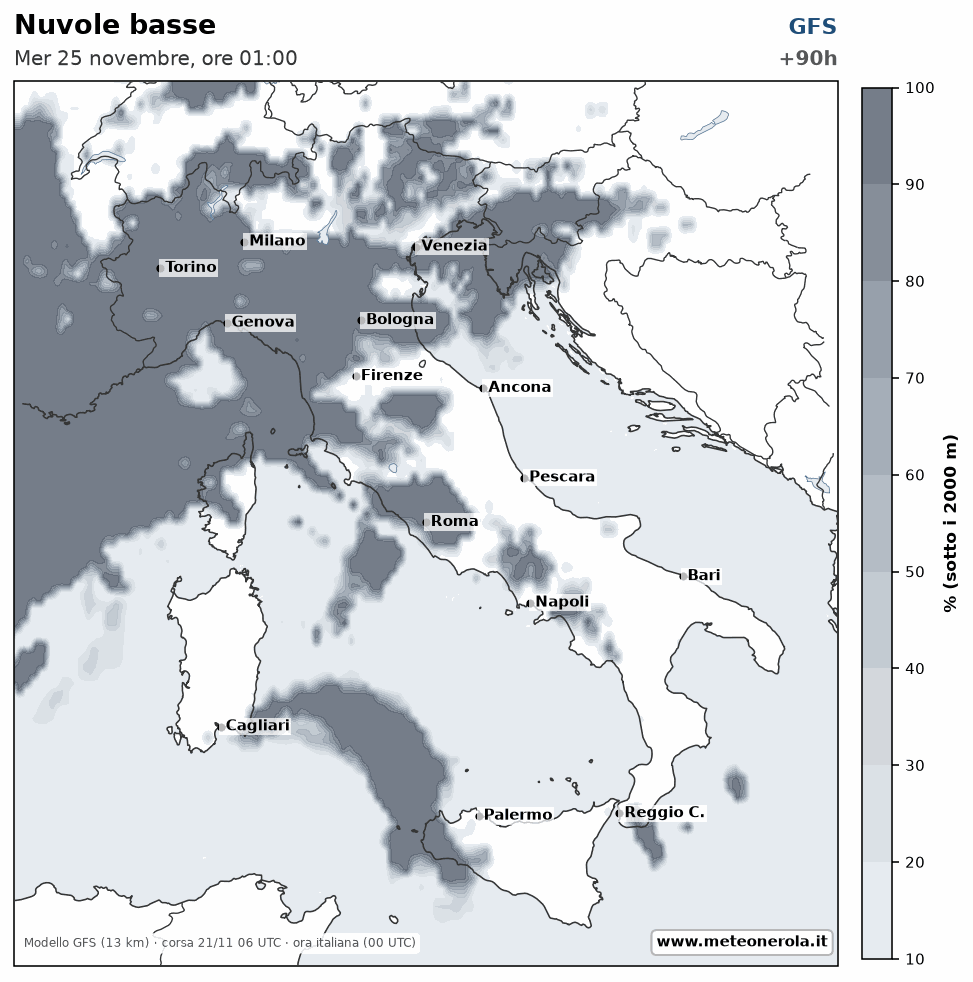 Nuvole basse
GFS
Mer 25 novembre, ore 01:00
+90h
100
90
80
70
60
50
40
30
20
10
% (sotto i 2000 m)
Milano
Venezia
Torino
Genova
Bologna
Firenze
Ancona
Pescara
Roma
Bari
Napoli
Cagliari
Palermo
Reggio C.
Modello GFS (13 km) · corsa 21/11 06 UTC · ora italiana (00 UTC)
www.meteonerola.it